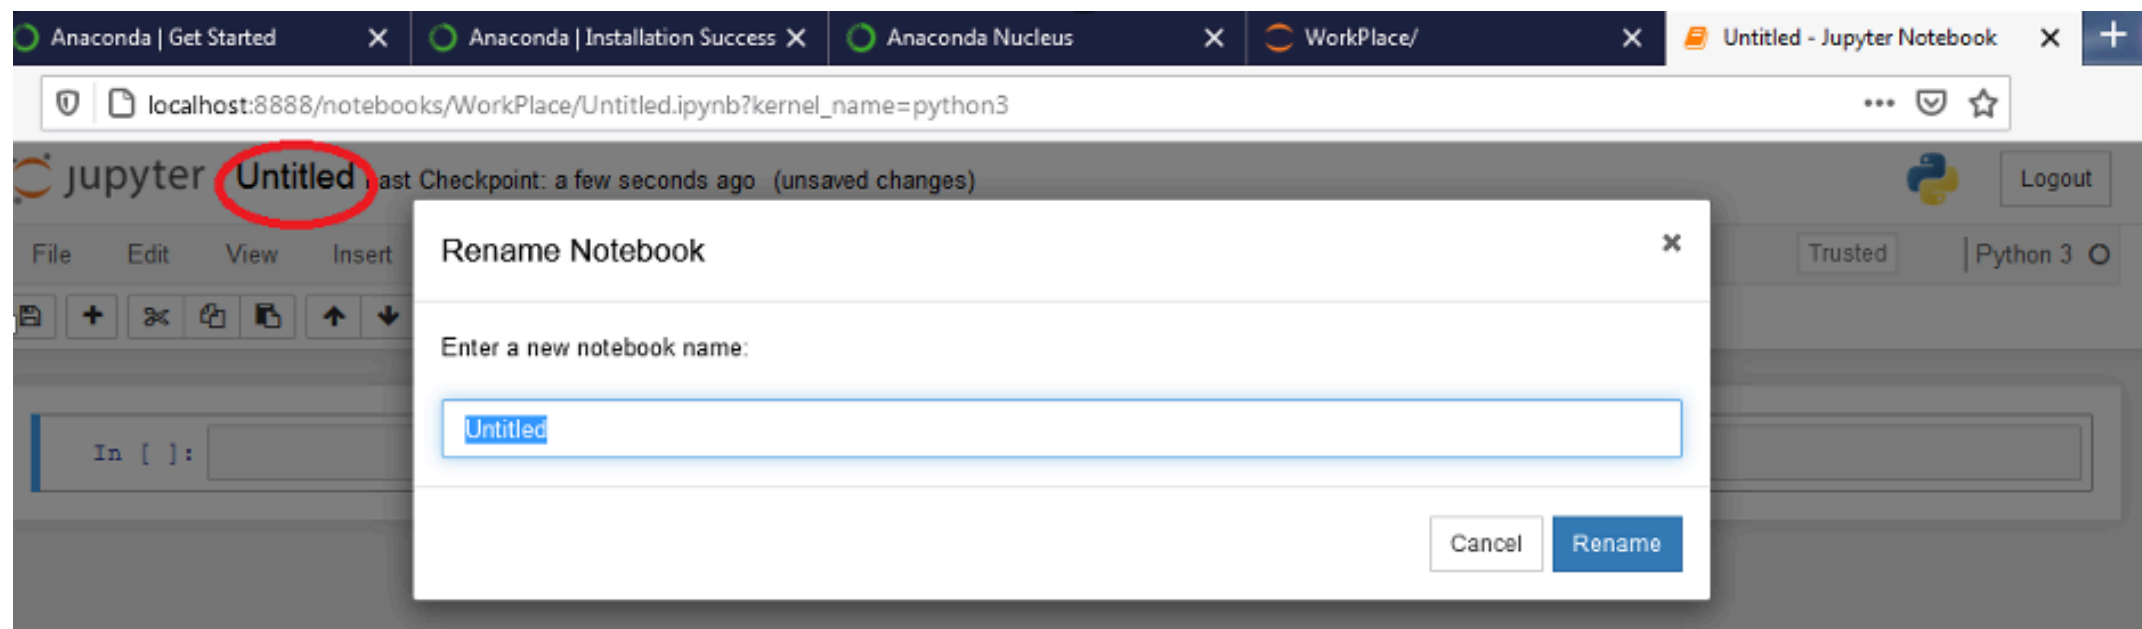 Anaconda | Get Started
Anaconda | Installation Success
Anaconda Nucleus
WorkPlace/
Untitled - Jupyter Notebook
localhost:8888/notebooks/WorkPlace/Untitled.ipynb?kernel_name=python3
jupyter Untitled Last Checkpoint: a few seconds ago (unsaved changes)
Logout
File Edit View Insert
Trusted
Python 3
Rename Notebook
Enter a new notebook name:
Untitled
In [ ]:
Cancel Rename